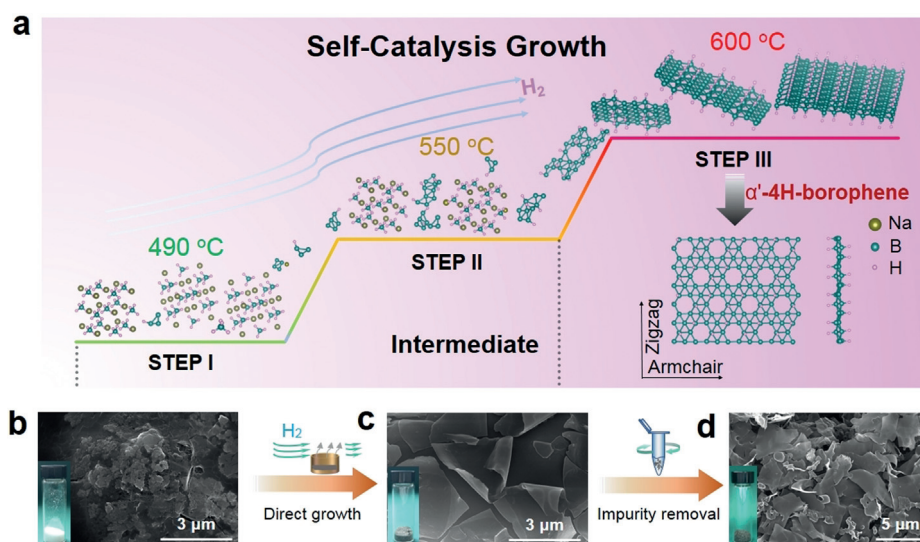 a
Self-Catalysis Growth
600 °C
H₂
550 °C
STEP III
α'-4H-borophene
Na
B
H
490 °C
STEP II
STEP I
Intermediate
Zigzag
Armchair
b
H₂
c
d
3 μm
Direct growth
3 μm
Impurity removal
5 μm